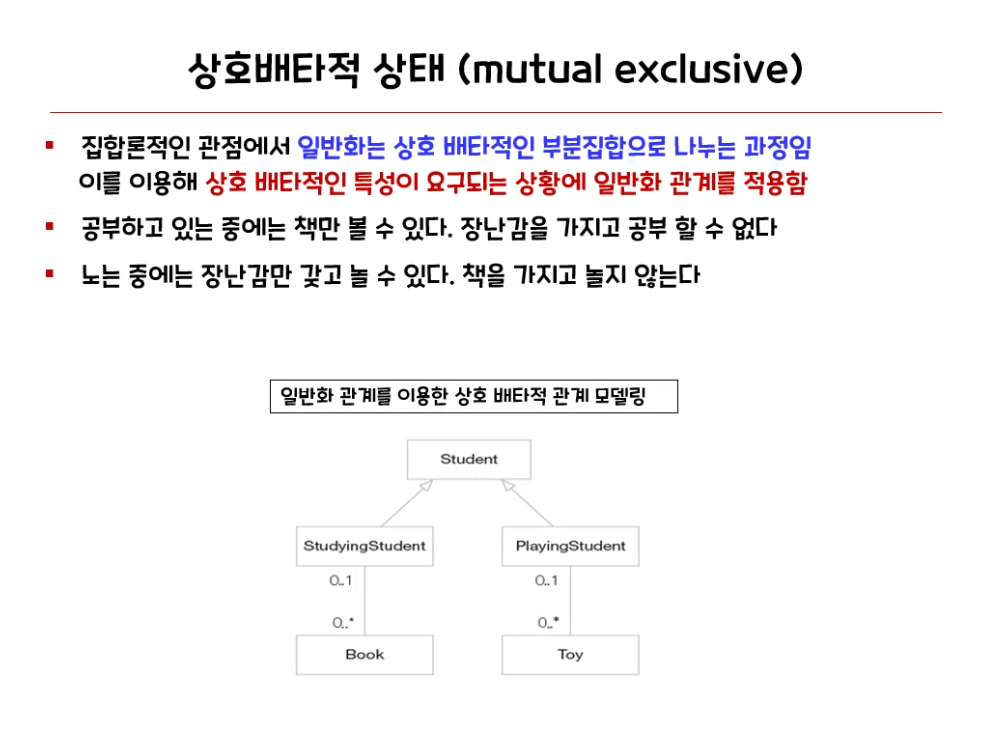 상호배타적 상태 (mutual exclusive)
▪ 집합론적인 관점에서 일반화는 상호 배타적인 부분집합으로 나누는 과정임
이를 이용해 상호 배타적인 특성이 요구되는 상황에 일반화 관계를 적용함
▪ 공부하고 있는 중에는 책만 볼 수 있다. 장난감을 가지고 공부 할 수 없다
▪ 노는 중에는 장난감만 갖고 놀 수 있다. 책을 가지고 놀지 않는다
일반화 관계를 이용한 상호 배타적 관계 모델링
Student
StudyingStudent PlayingStudent
0..1 0..1
0..* 0..*
Book Toy